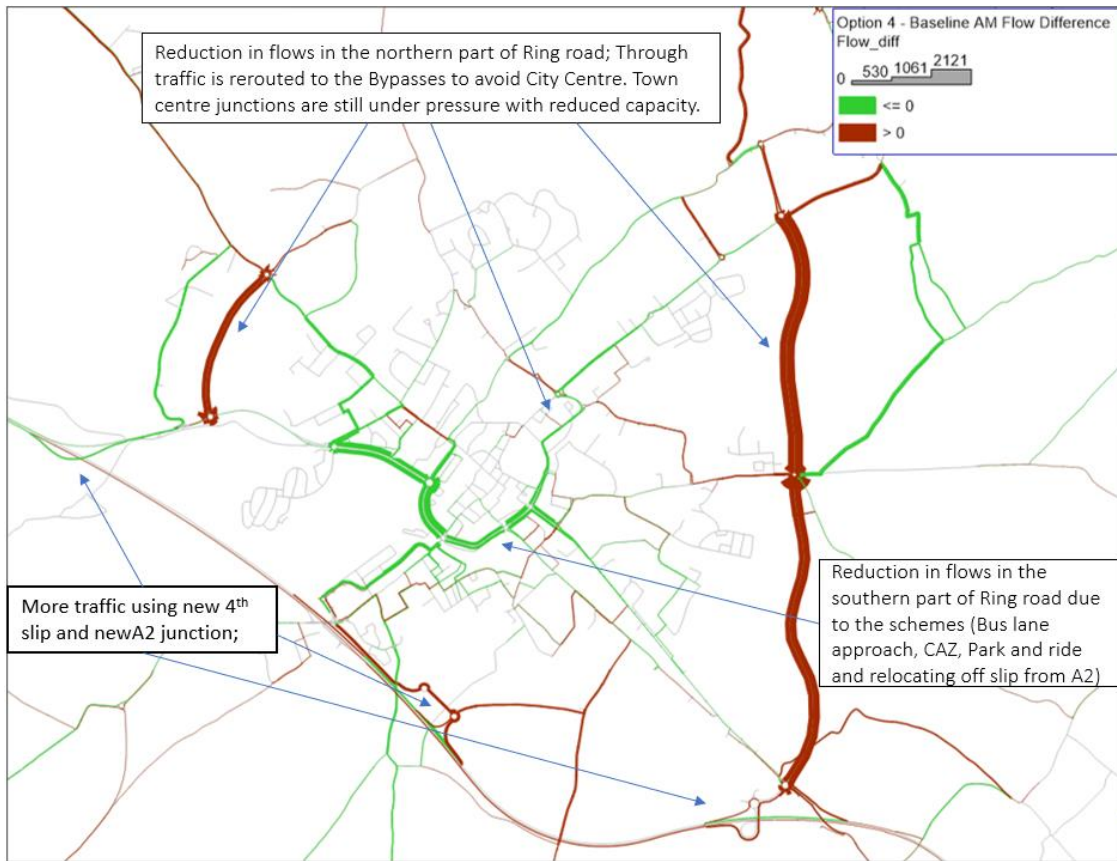 Reduction in flows in the northern part of Ring road; Through
traffic is rerouted to the Bypasses to avoid City Centre. Town
centre junctions are still under pressure with reduced capacity.
Option 4 - Baseline AM Flow Difference
Flow_diff
0 530 1061 2121
<= 0
> 0
More traffic using new 4th
slip and newA2 junction;
Reduction in flows in the
southern part of Ring road due
to the schemes (Bus lane
approach, CAZ, Park and ride
and relocating off slip from A2)